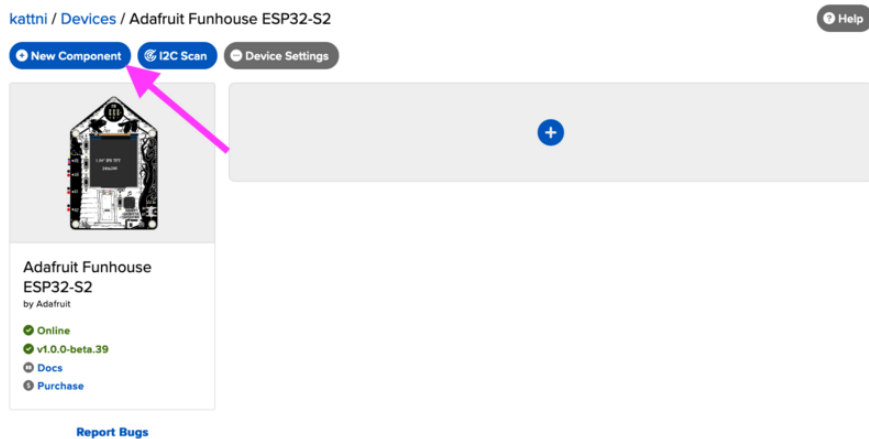 kattni / Devices / Adafruit Funhouse ESP32-S2
Help
New Component
I2C Scan
Device Settings
Adafruit Funhouse
ESP32-S2
by Adafruit
Online
v1.0.0-beta.39
Docs
Purchase
Report Bugs